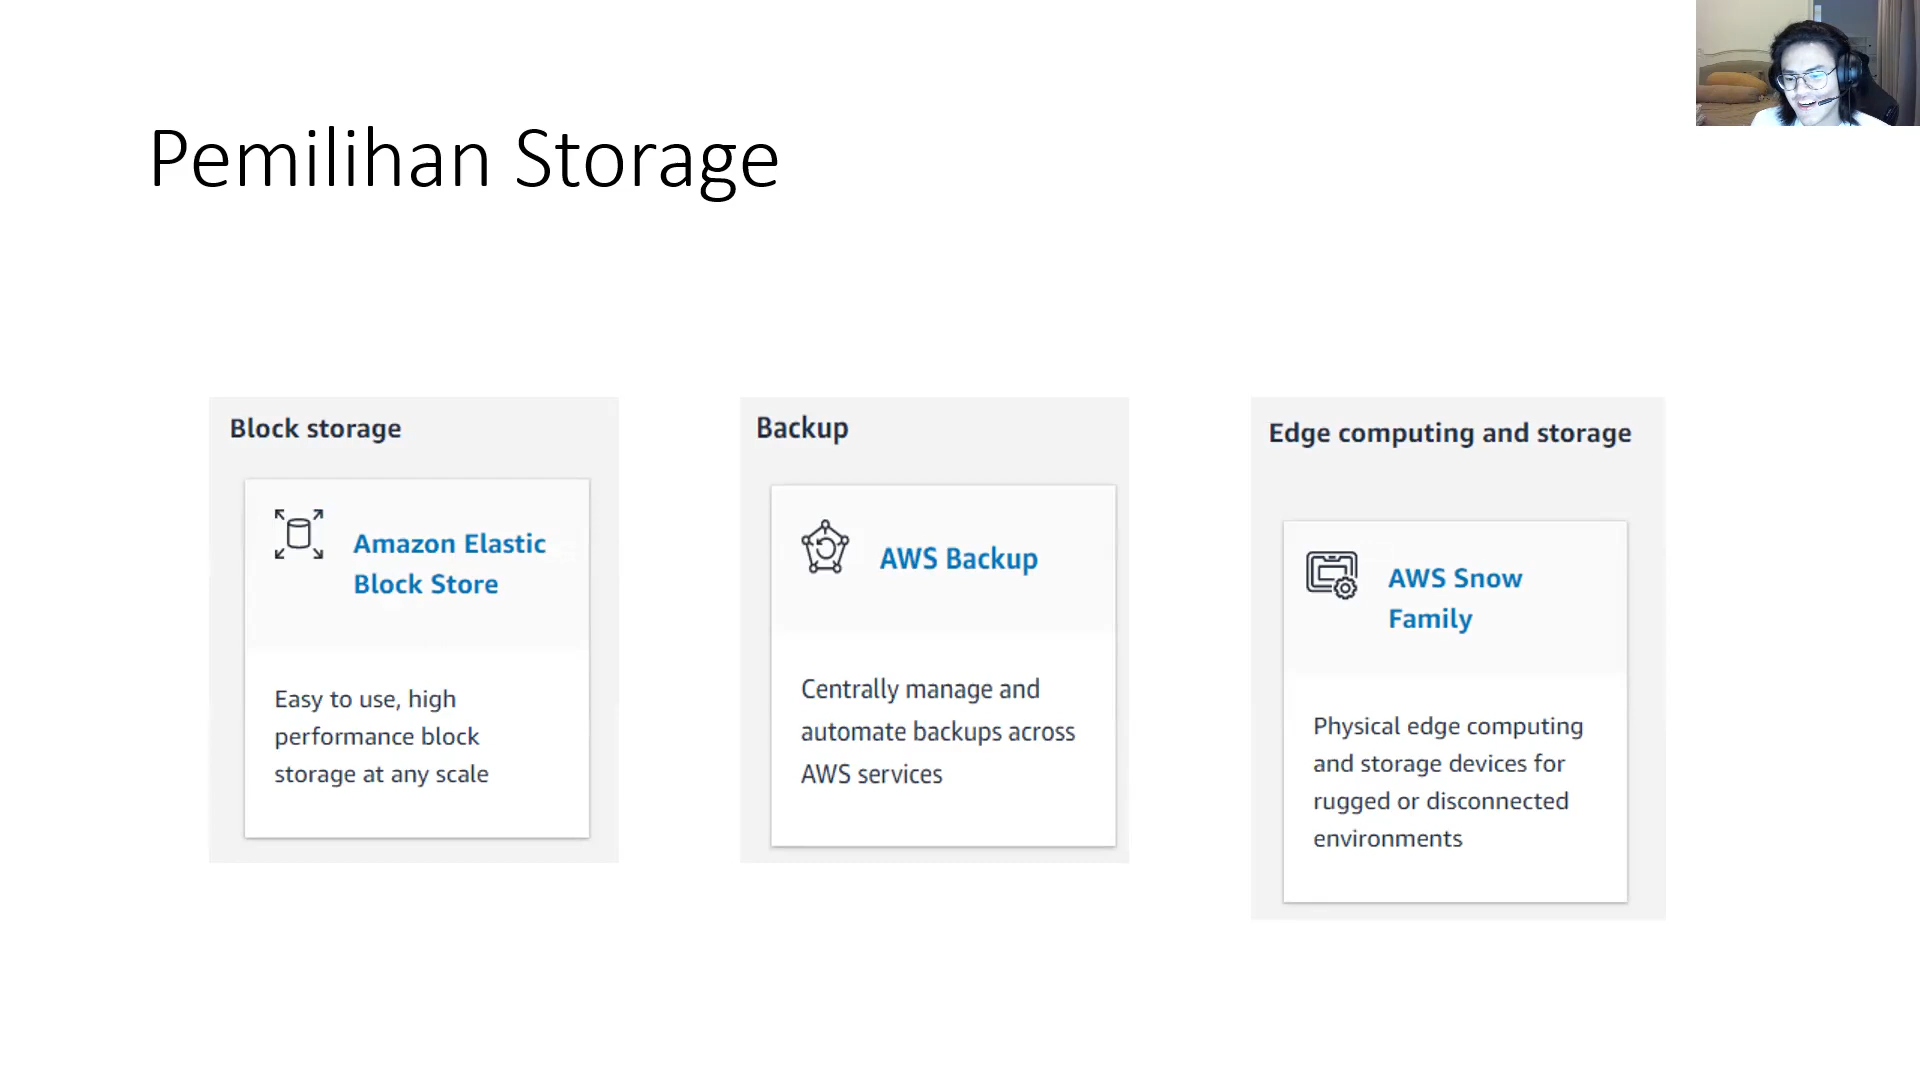 Pemilihan Storage
Block storage
Amazon Elastic
Block Store
Easy to use, high
performance block
storage at any scale
Backup
AWS Backup
Centrally manage and
automate backups across
AWS services
Edge computing and storage
AWS Snow
Family
Physical edge computing
and storage devices for
rugged or disconnected
environments